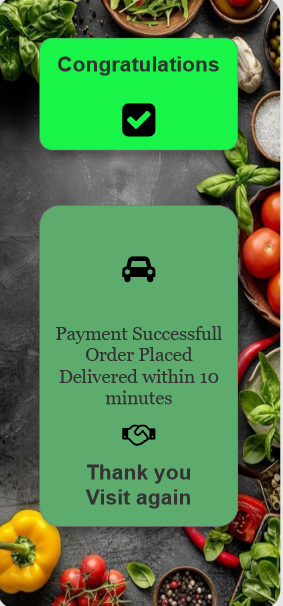 Congratulations
Payment Successfull
Order Placed
Delivered within 10
minutes
Thank you
Visit again